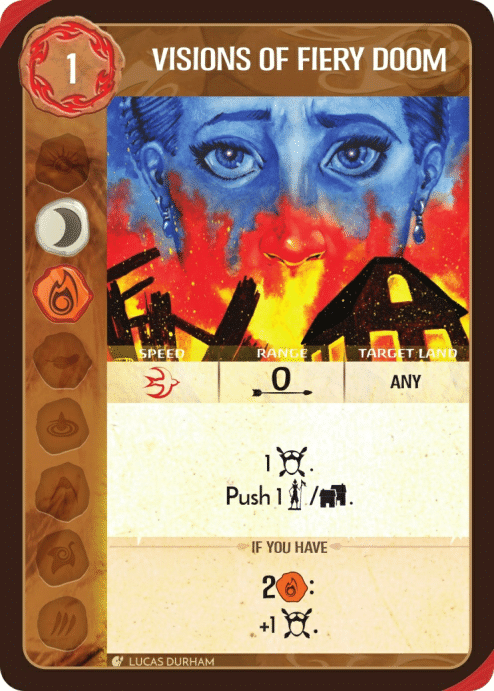 1
VISIONS OF FIERY DOOM
SPEED RANGE TARGET LAND
0 ANY
1 .
Push 1 / .
IF YOU HAVE
2 :
+1 .
LUCAS DURHAM